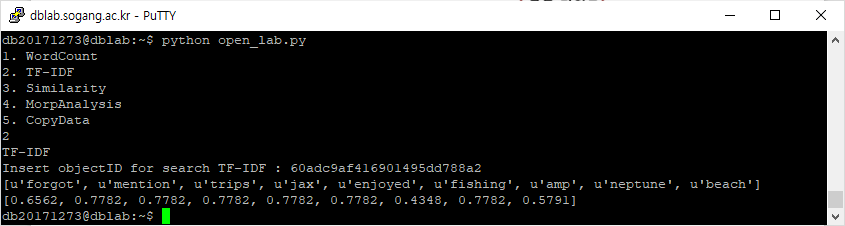 dblab.sogang.ac.kr - PuTTY
db20171273@dblab:~$ python open_lab.py
1. WordCount
2. TF-IDF
3. Similarity
4. MorpAnalysis
5. CopyData
2
TF-IDF
Insert objectID for search TF-IDF : 60adc9af416901495dd788a2
[u'forgot', u'mention', u'trips', u'jax', u'enjoyed', u'fishing', u'amp', u'neptune', u'beach']
[0.6562, 0.7782, 0.7782, 0.7782, 0.7782, 0.7782, 0.4348, 0.7782, 0.5791]
db20171273@dblab:~$